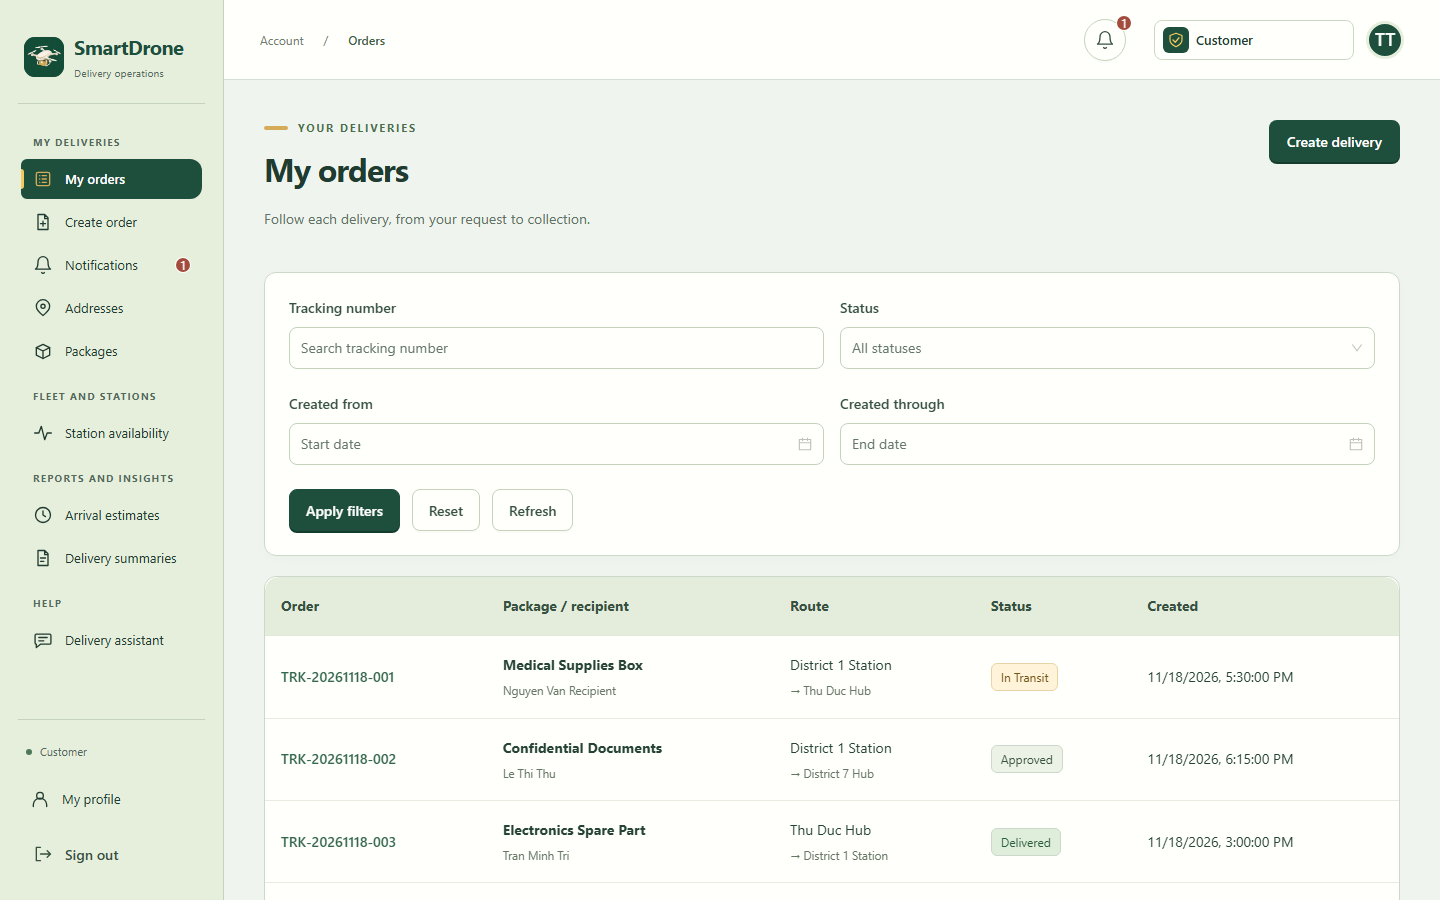 SmartDrone
Delivery operations
MY DELIVERIES
My orders
Create order
Notifications 1
Addresses
Packages
FLEET AND STATIONS
Station availability
REPORTS AND INSIGHTS
Arrival estimates
Delivery summaries
HELP
Delivery assistant
Customer
My profile
Sign out
Account / Orders
1
Customer
TT
YOUR DELIVERIES
My orders
Follow each delivery, from your request to collection.
Create delivery
Tracking number
Search tracking number
Status
All statuses
Created from
Start date
Created through
End date
Apply filters Reset Refresh
Order Package / recipient Route Status Created
TRK-20261118-001 Medical Supplies Box District 1 Station In Transit 11/18/2026, 5:30:00 PM
Nguyen Van Recipient → Thu Duc Hub
TRK-20261118-002 Confidential Documents District 1 Station Approved 11/18/2026, 6:15:00 PM
Le Thi Thu → District 7 Hub
TRK-20261118-003 Electronics Spare Part Thu Duc Hub Delivered 11/18/2026, 3:00:00 PM
Tran Minh Tri → District 1 Station